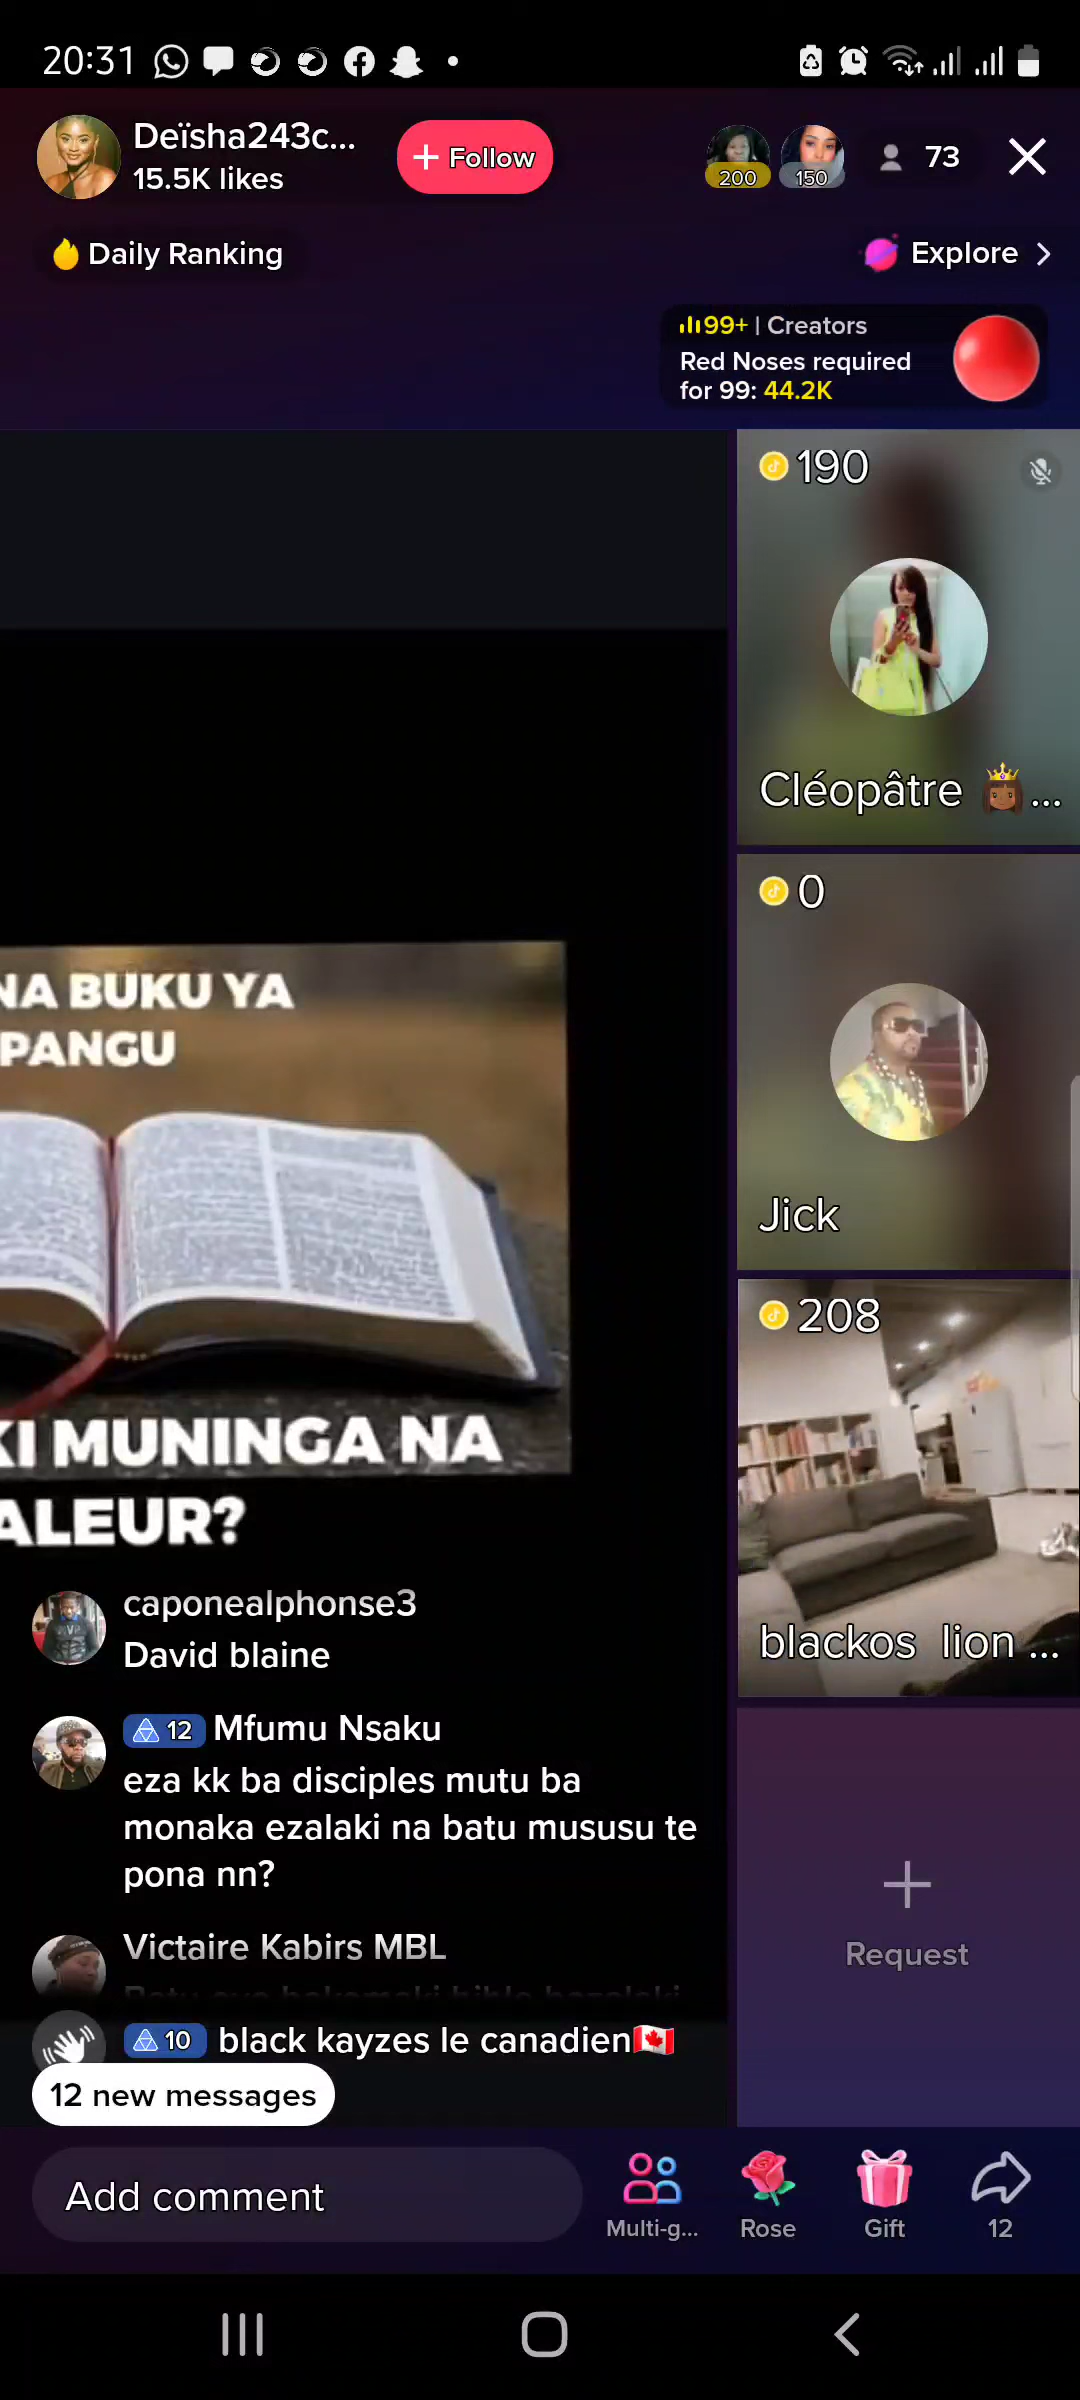 20:31
Deïsha243c...
15.5K likes
+ Follow
200
150
73
Daily Ranking
Explore >
99+ | Creators
Red Noses required
for 99: 44.2K
190
Cléopâtre 👸🏾...
0
Jick
208
blackos lion ...
NA BUKU YA
PANGU
KI MUNINGA NA
ALEUR?
caponealphonse3
David blaine
12 Mfumu Nsaku
eza kk ba disciples mutu ba
monaka ezalaki na batu mususu te
pona nn?
Victaire Kabirs MBL
10 black kayzes le canadien🇨🇦
12 new messages
Request
Add comment
Multi-g...
Rose
Gift
12